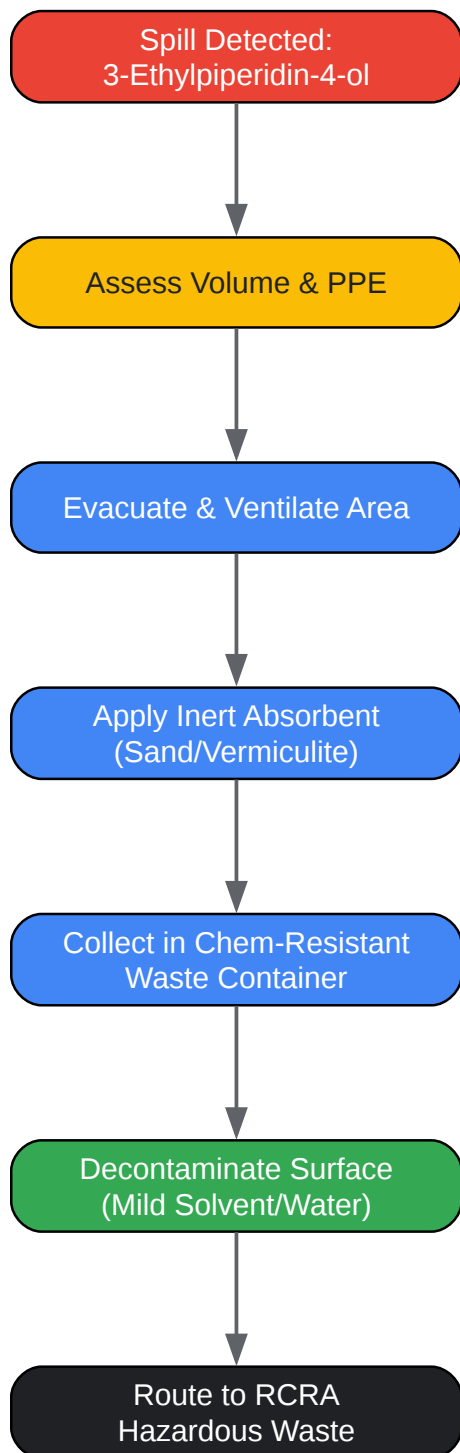 Spill Detected:
3-Ethylpiperidin-4-ol
Assess Volume & PPE
Evacuate & Ventilate Area
Apply Inert Absorbent
(Sand/Vermiculite)
Collect in Chem-Resistant
Waste Container
Decontaminate Surface
(Mild Solvent/Water)
Route to RCRA
Hazardous Waste